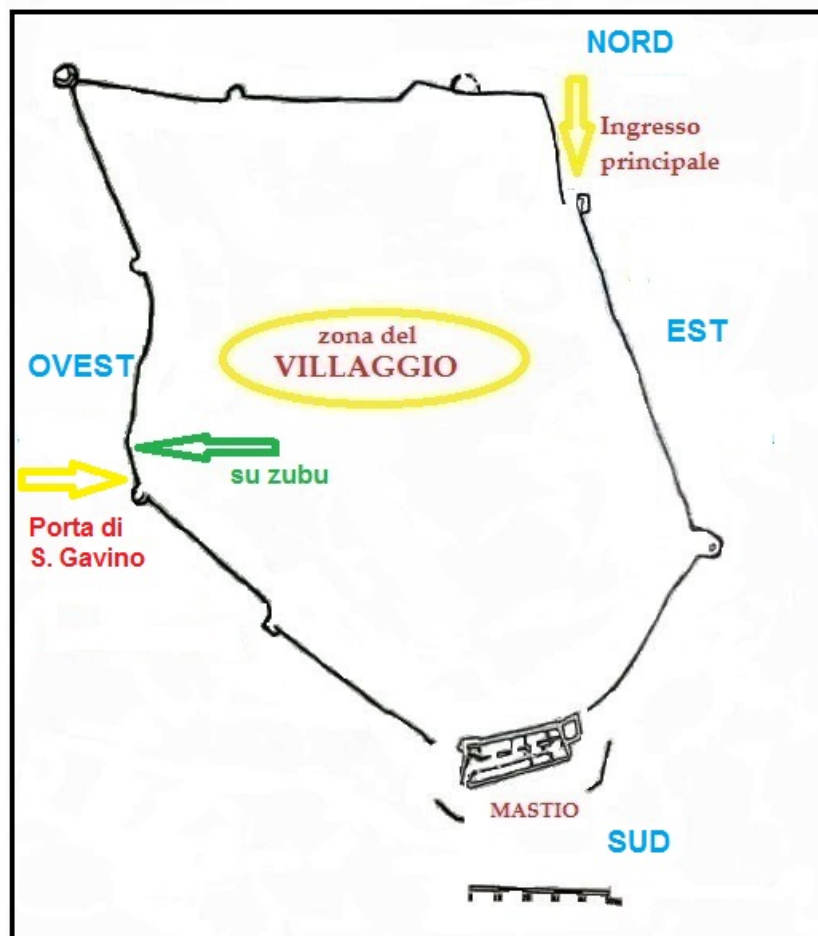 NORD
Ingresso
principale
zona del
VILLAGGIO
EST
OVEST
su zubu
Porta di
S. Gavino
MASTIO
SUD